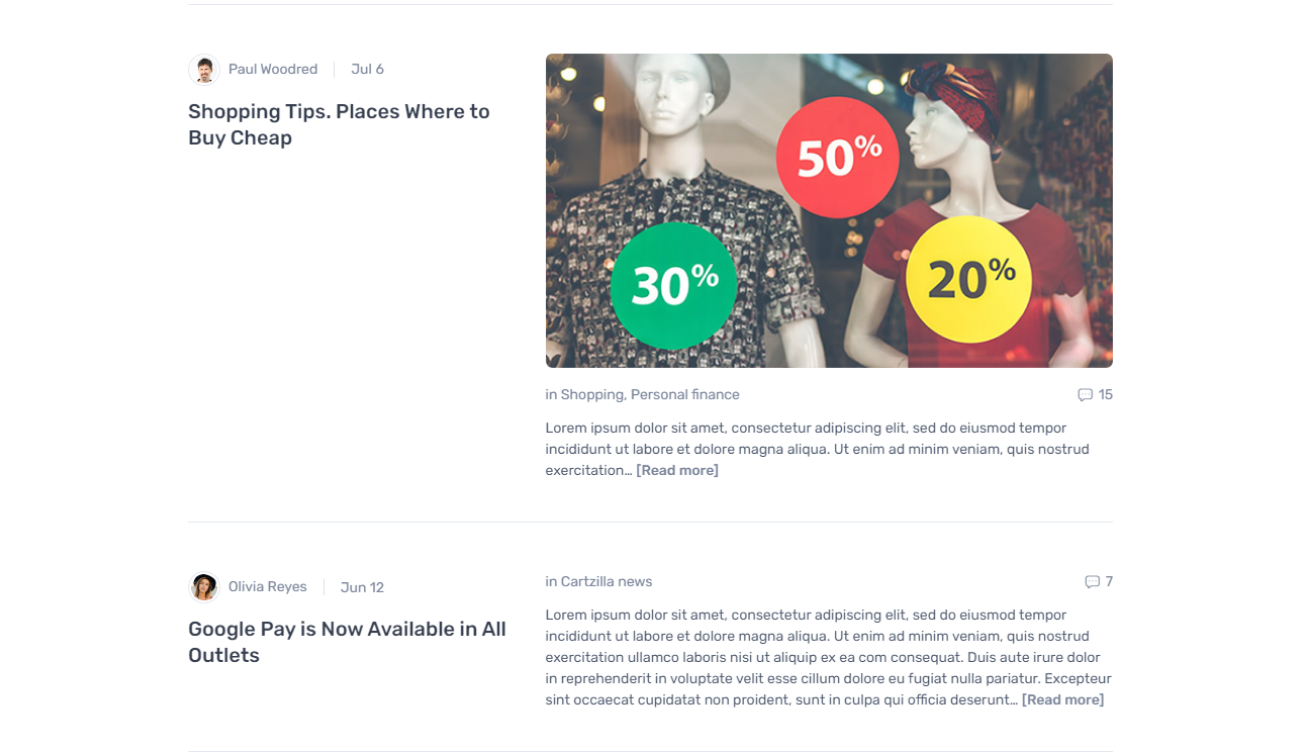 Paul Woodred
Jul 6
Shopping Tips. Places Where to
Buy Cheap
50%
30%
20%
in Shopping, Personal finance
15
Lorem ipsum dolor sit amet, consectetur adipiscing elit, sed do eiusmod tempor
incididunt ut labore et dolore magna aliqua. Ut enim ad minim veniam, quis nostrud
exercitation… [Read more]
Olivia Reyes
Jun 12
Google Pay is Now Available in All
Outlets
in Cartzilla news
7
Lorem ipsum dolor sit amet, consectetur adipiscing elit, sed do eiusmod tempor
incididunt ut labore et dolore magna aliqua. Ut enim ad minim veniam, quis nostrud
exercitation ullamco laboris nisi ut aliquip ex ea com consequat. Duis aute irure dolor
in reprehenderit in voluptate velit esse cillum dolore eu fugiat nulla pariatur. Excepteur
sint occaecat cupidatat non proident, sunt in culpa qui officia deserunt… [Read more]